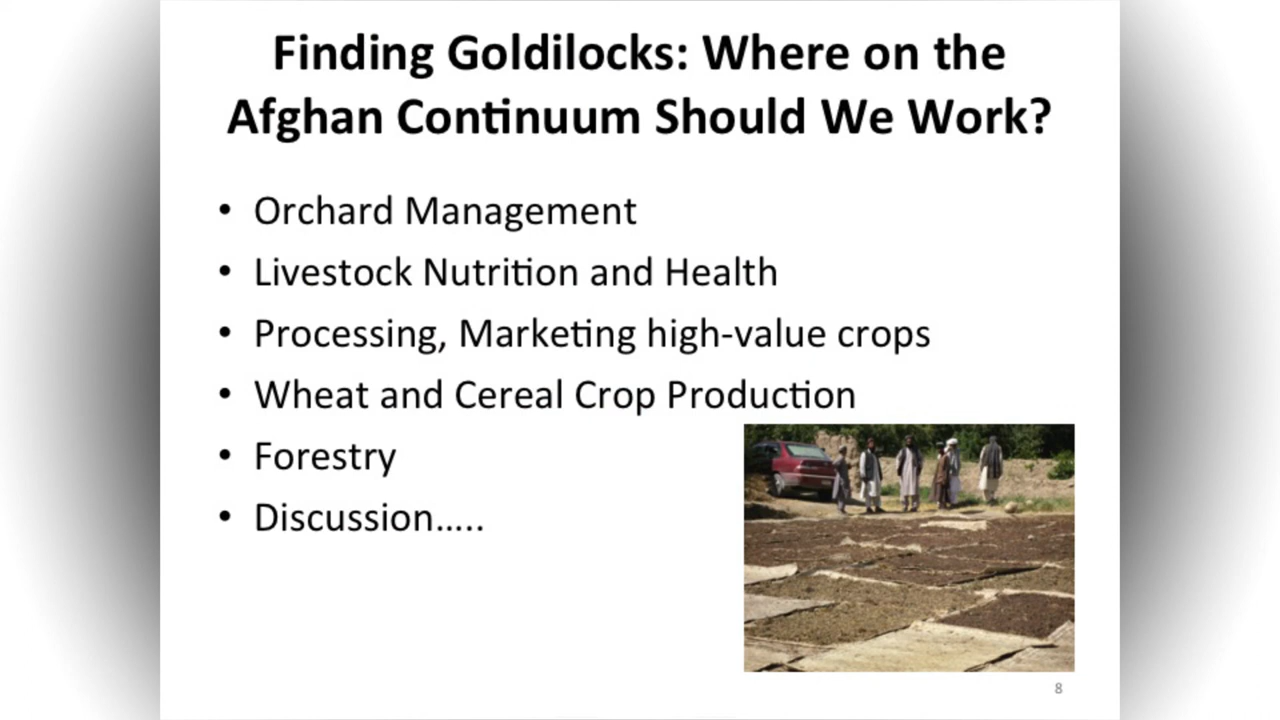 Finding Goldilocks: Where on the
Afghan Continuum Should We Work?
• Orchard Management
• Livestock Nutrition and Health
• Processing, Marketing high-value crops
• Wheat and Cereal Crop Production
• Forestry
• Discussion.....
8